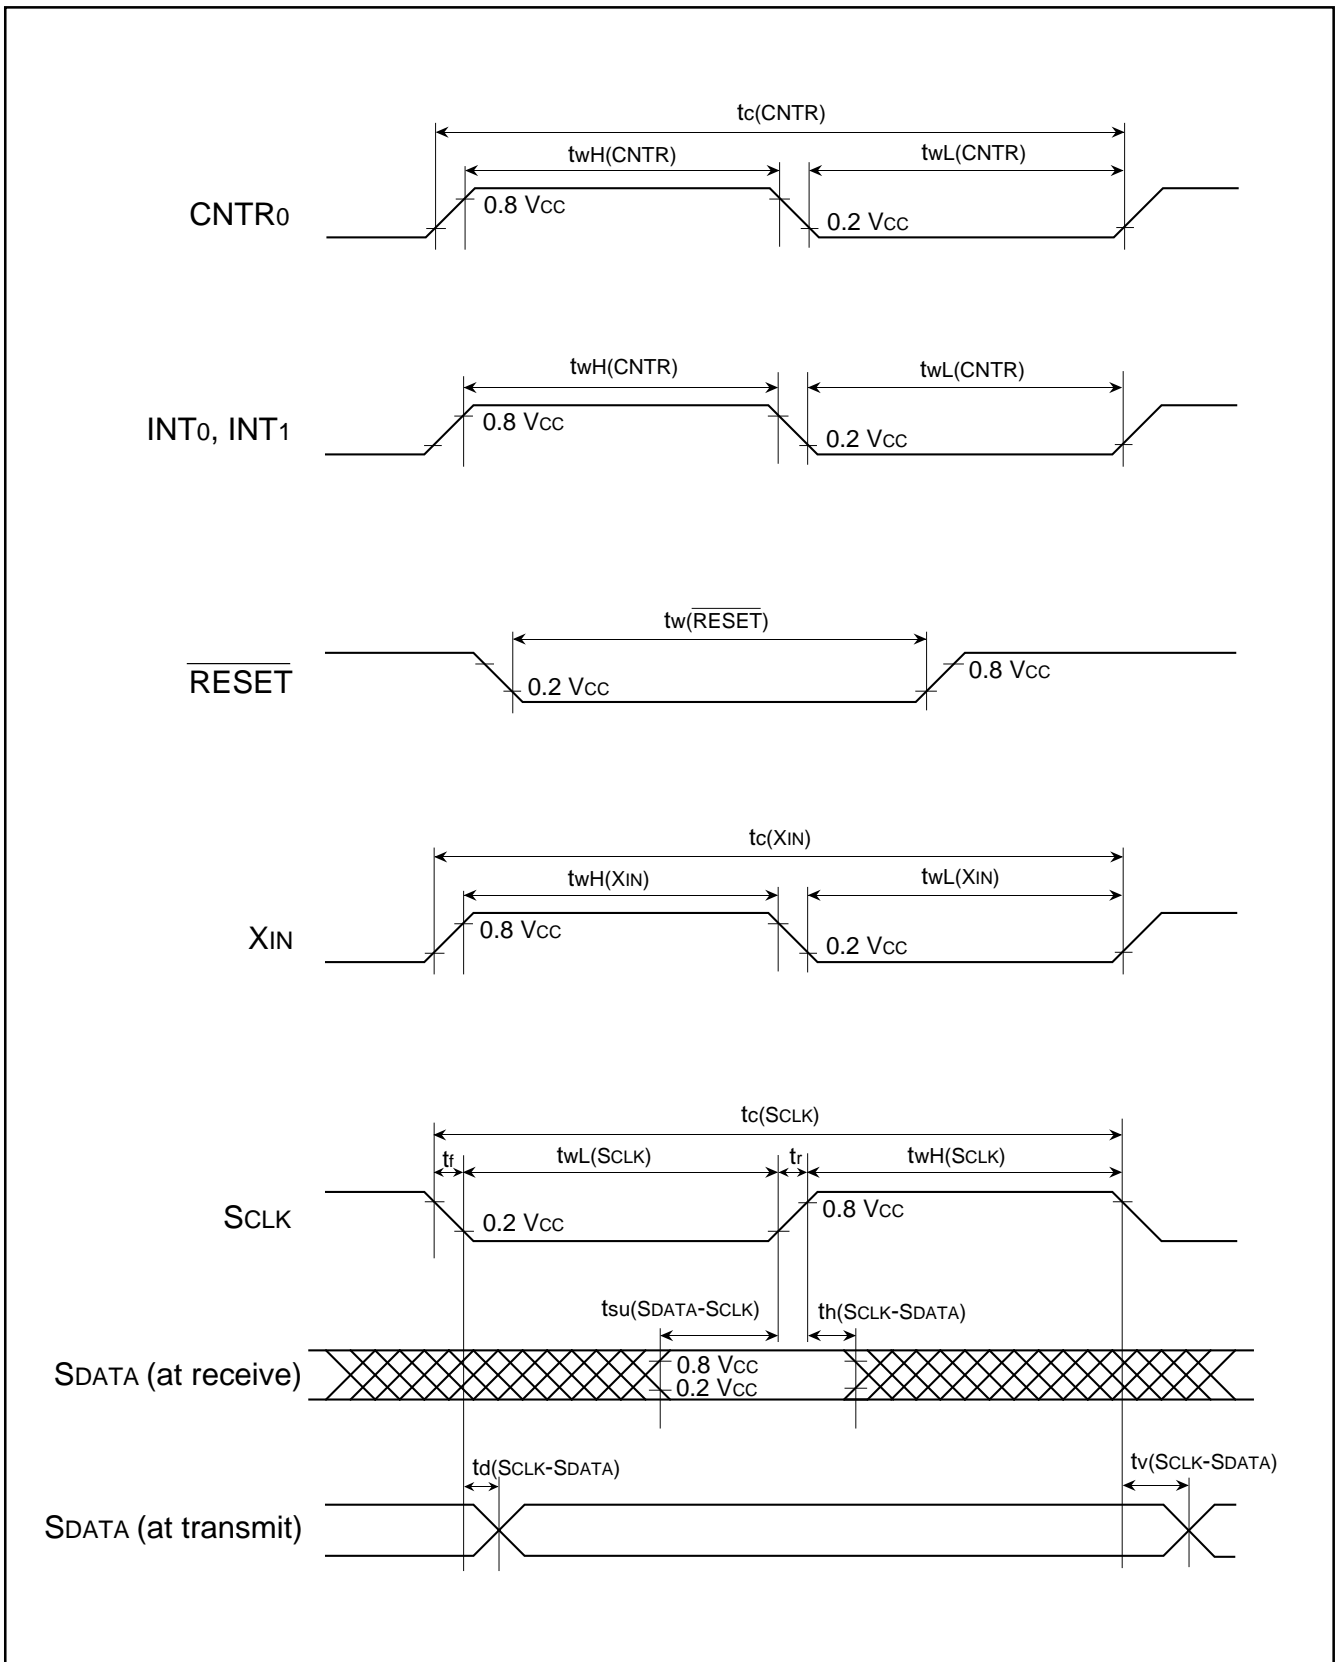 tc(CNTR)
twH(CNTR)
twL(CNTR)
CNTR0
0.8 VCC
0.2 VCC
twH(CNTR)
twL(CNTR)
INT0, INT1
0.8 VCC
0.2 VCC
tw(RESET)
RESET
0.2 VCC
0.8 VCC
tc(XIN)
twH(XIN)
twL(XIN)
XIN
0.8 VCC
0.2 VCC
tc(SCLK)
tf
twL(SCLK)
tr
twH(SCLK)
SCLK
0.2 VCC
0.8 VCC
tsu(SDATA-SCLK)
th(SCLK-SDATA)
SDATA (at receive)
0.8 VCC
0.2 VCC
td(SCLK-SDATA)
tv(SCLK-SDATA)
SDATA (at transmit)